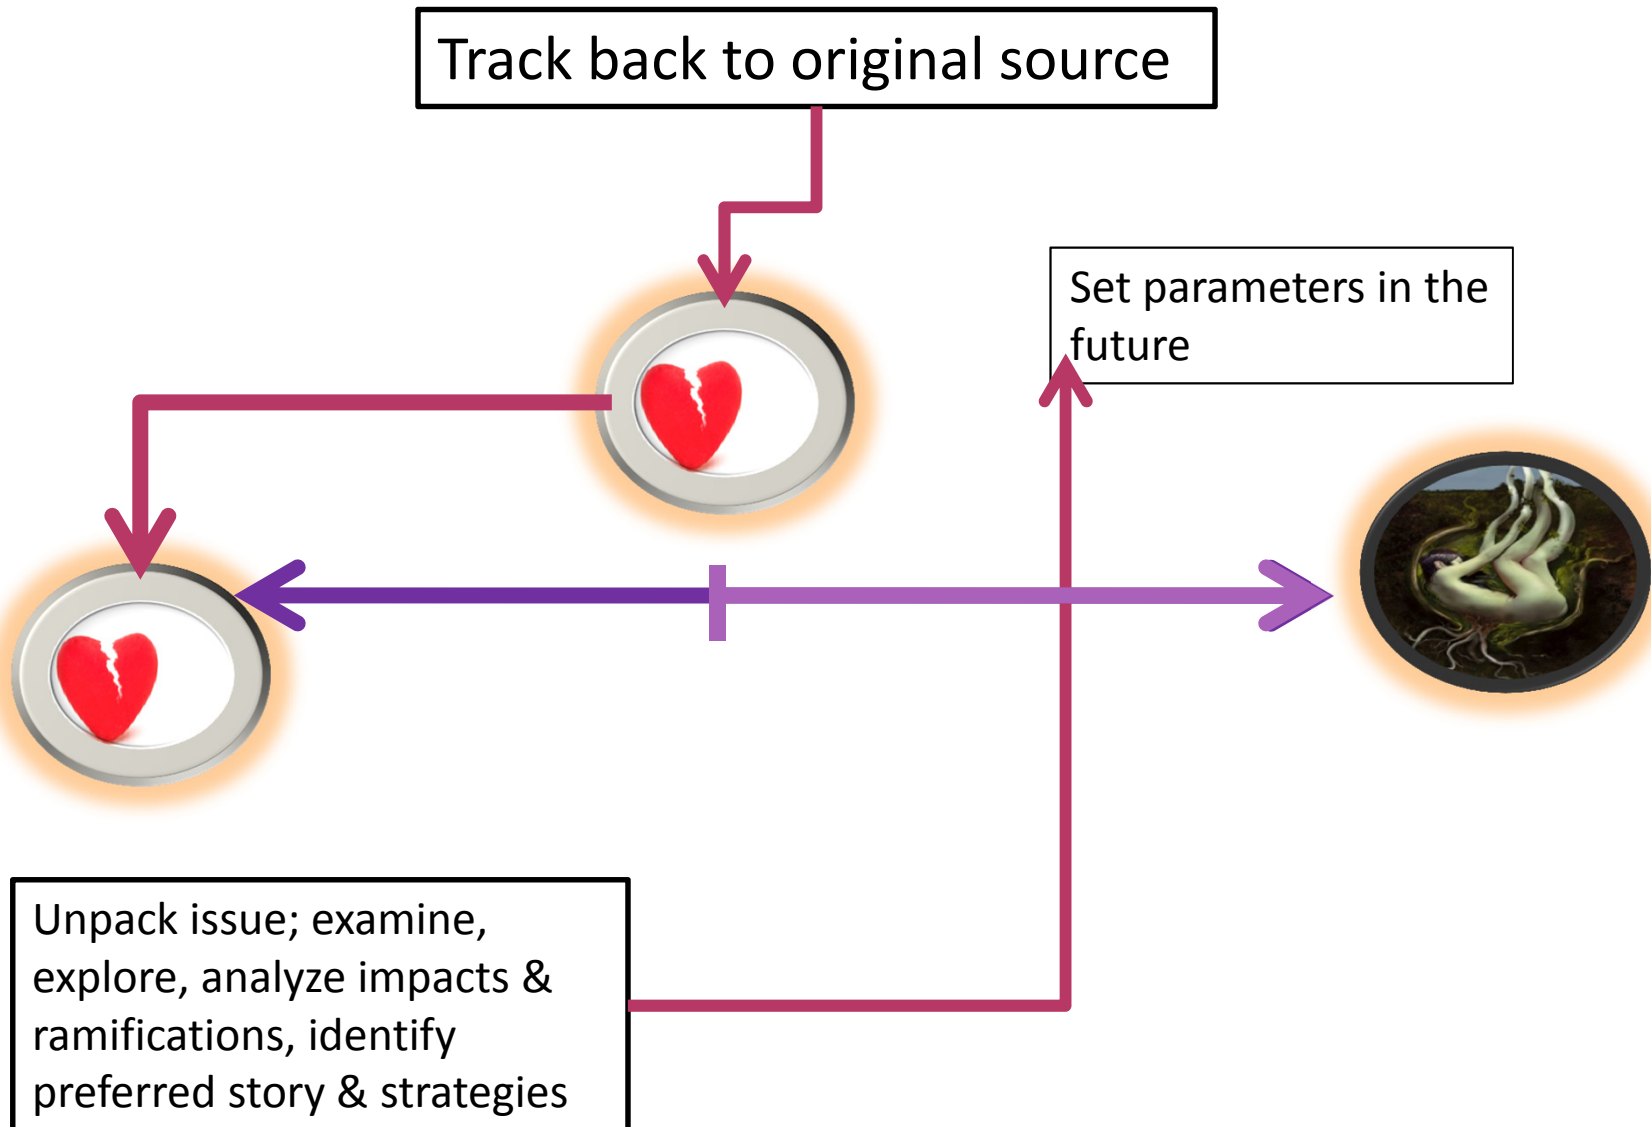 Track back to original source
Set parameters in the
future
Unpack issue; examine,
explore, analyze impacts &
ramifications, identify
preferred story & strategies